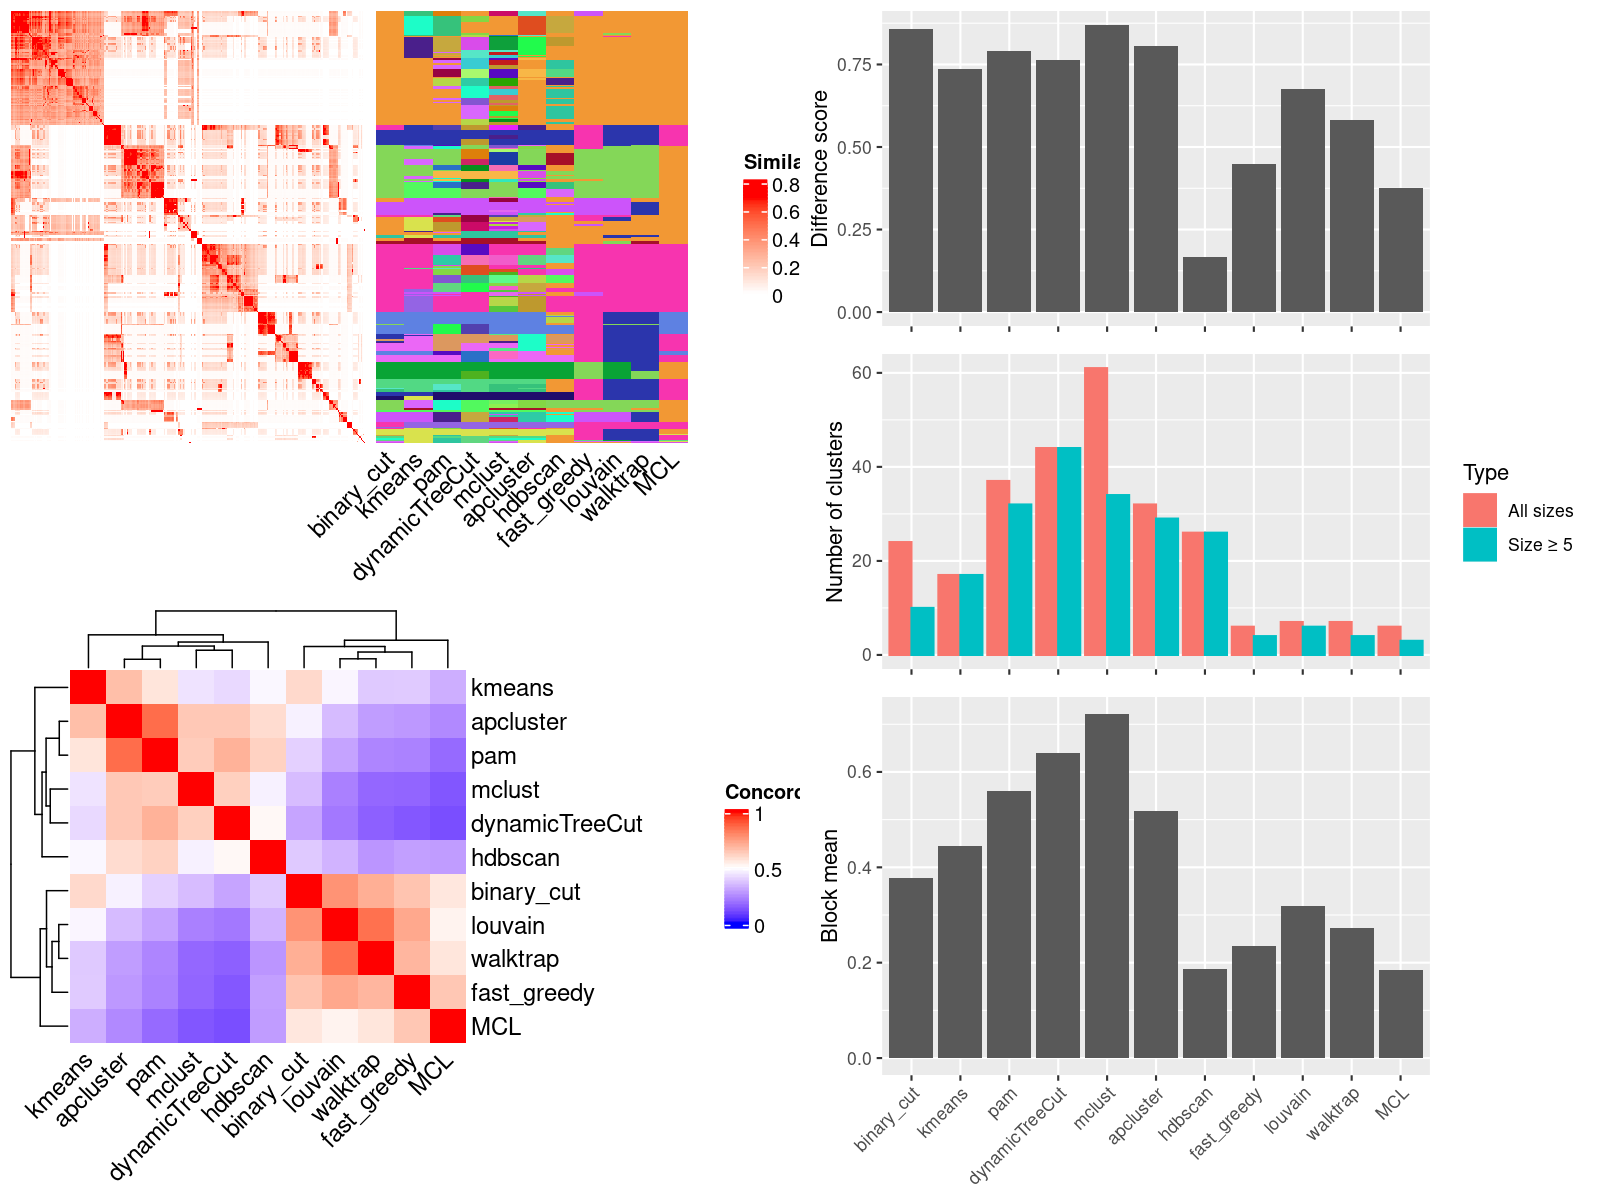 Simila
0.8
0.6
0.4
0.2
0
binary_cut
kmeans
pam
dynamicTreeCut
mclust
apcluster
hdbscan
fast_greedy
louvain
walktrap
MCL
kmeans
apcluster
pam
mclust
dynamicTreeCut
hdbscan
binary_cut
louvain
walktrap
fast_greedy
MCL
kmeans
apcluster
pam
mclust
dynamicTreeCut
hdbscan
binary_cut
louvain
walktrap
fast_greedy
MCL
Concord
1
0.5
0
Difference score
0.75
0.50
0.25
0.00
Number of clusters
60
40
20
0
Type
All sizes
Size ≥ 5
Block mean
0.6
0.4
0.2
0.0
binary_cut
kmeans
pam
dynamicTreeCut
mclust
apcluster
hdbscan
fast_greedy
louvain
walktrap
MCL